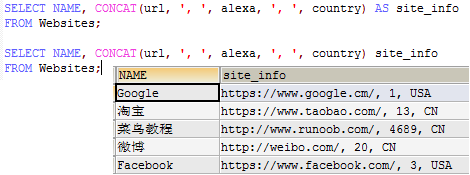 SELECT NAME, CONCAT(url, ', ', alexa, ', ', country) AS site_info
FROM Websites;
SELECT NAME, CONCAT(url, ', ', alexa, ', ', country) site_info
FROM Websites;
NAME site_info
Google https://www.google.cm/, 1, USA
淘宝 https://www.taobao.com/, 13, CN
菜鸟教程 http://www.runoob.com/, 4689, CN
微博 http://weibo.com/, 20, CN
Facebook https://www.facebook.com/, 3, USA